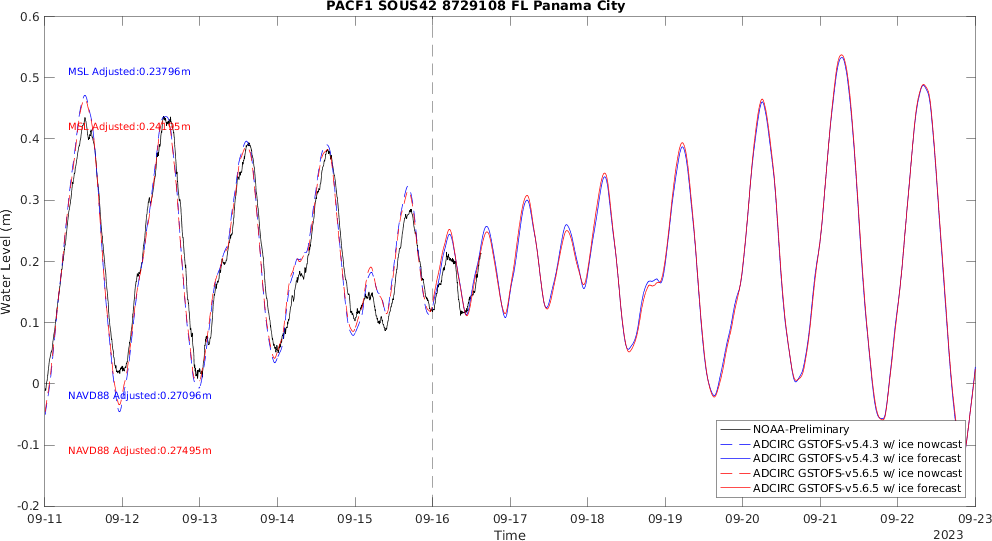 PACF1 SOUS42 8729108 FL Panama City
0.6
0.5
0.4
0.3
0.2
0.1
0
-0.1
-0.2
Water Level (m)
MSL Adjusted:0.23796m
MSL Adjusted:0.24195m
NAVD88 Adjusted:0.27096m
NAVD88 Adjusted:0.27495m
NOAA-Preliminary
ADCIRC GSTOFS-v5.4.3 w/ ice nowcast
ADCIRC GSTOFS-v5.4.3 w/ ice forecast
ADCIRC GSTOFS-v5.6.5 w/ ice nowcast
ADCIRC GSTOFS-v5.6.5 w/ ice forecast
09-11 09-12 09-13 09-14 09-15 09-16 09-17 09-18 09-19 09-20 09-21 09-22 09-23
Time
2023